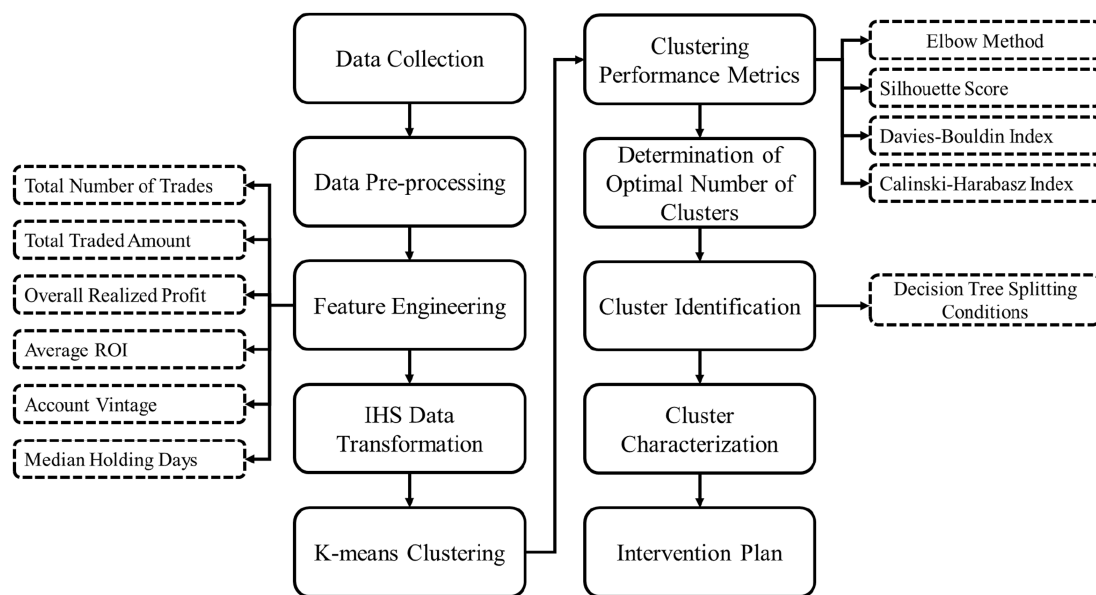 Data Collection
Data Pre-processing
Feature Engineering
IHS Data
Transformation
K-means Clustering
Total Number of Trades
Total Traded Amount
Overall Realized Profit
Average ROI
Account Vintage
Median Holding Days
Clustering
Performance Metrics
Determination of
Optimal Number of
Clusters
Cluster Identification
Cluster
Characterization
Intervention Plan
Elbow Method
Silhouette Score
Davies-Bouldin Index
Calinski-Harabasz Index
Decision Tree Splitting
Conditions